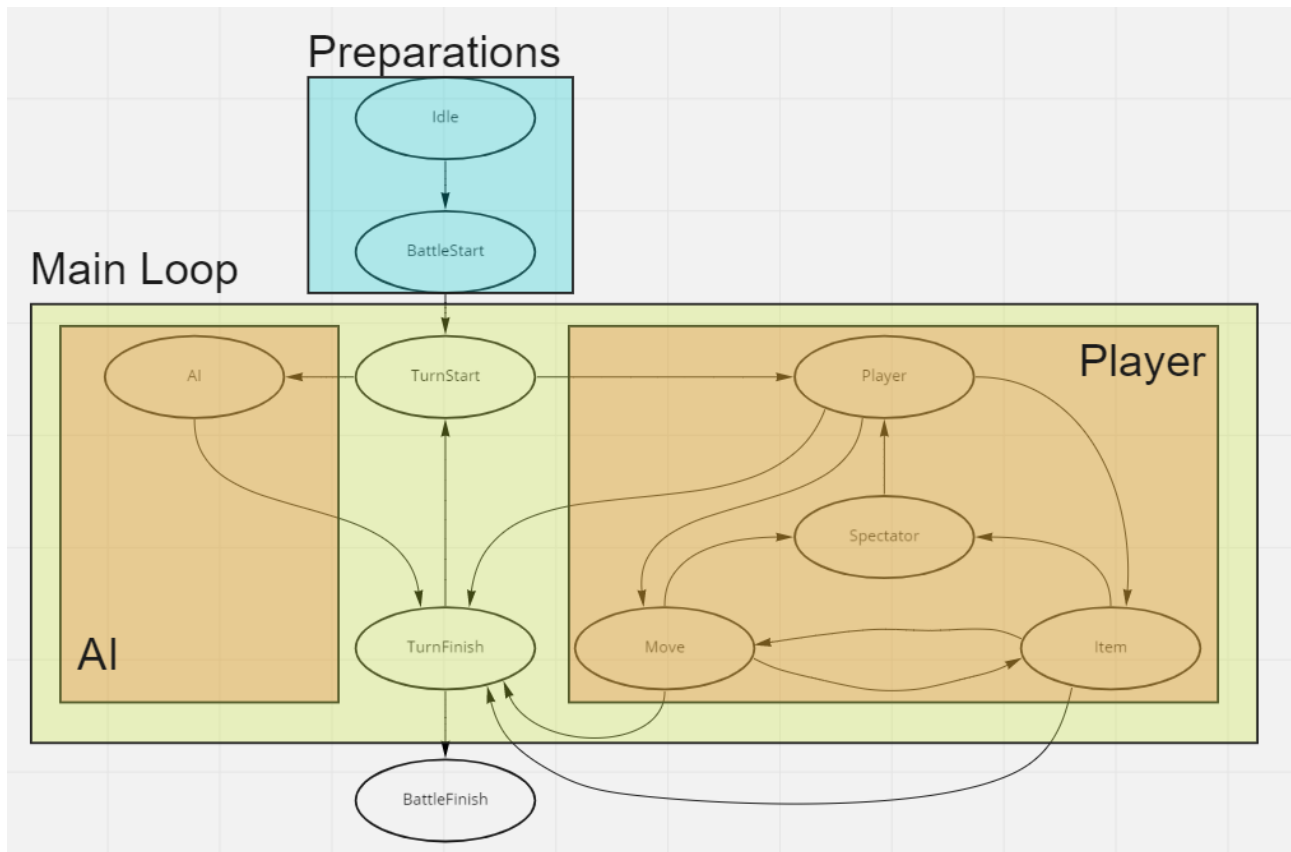 Preparations
Idle
BattleStart
Main Loop
AI
TurnStart
Player
Player
Spectator
TurnFinish
Move
Item
AI
BattleFinish